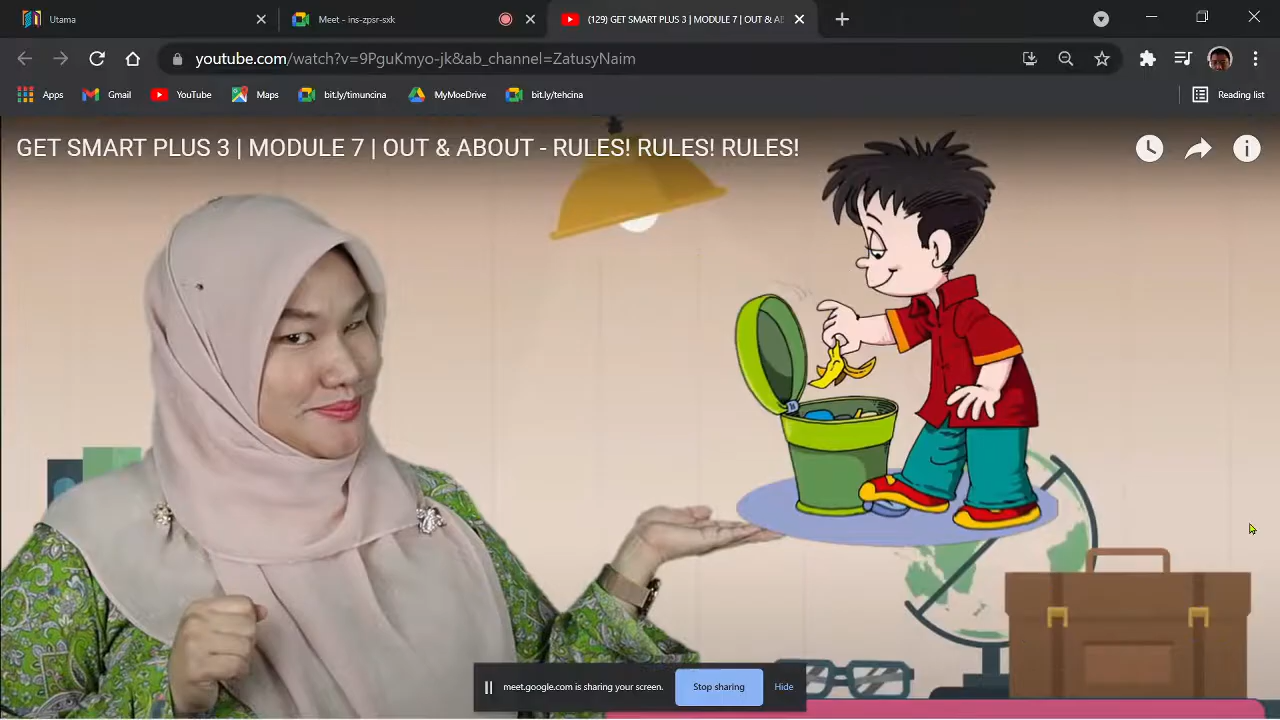 Utama
Meet - ins-zpsr-sxk
(129) GET SMART PLUS 3 | MODULE 7 | OUT & AB
youtube.com/watch?v=9PguKmyo-jk&ab_channel=ZatusyNaim
Apps
Gmail
YouTube
Maps
bit.ly/timuncina
MyMoeDrive
bit.ly/tehcina
Reading list
GET SMART PLUS 3 | MODULE 7 | OUT & ABOUT - RULES! RULES! RULES!
meet.google.com is sharing your screen.
Stop sharing
Hide